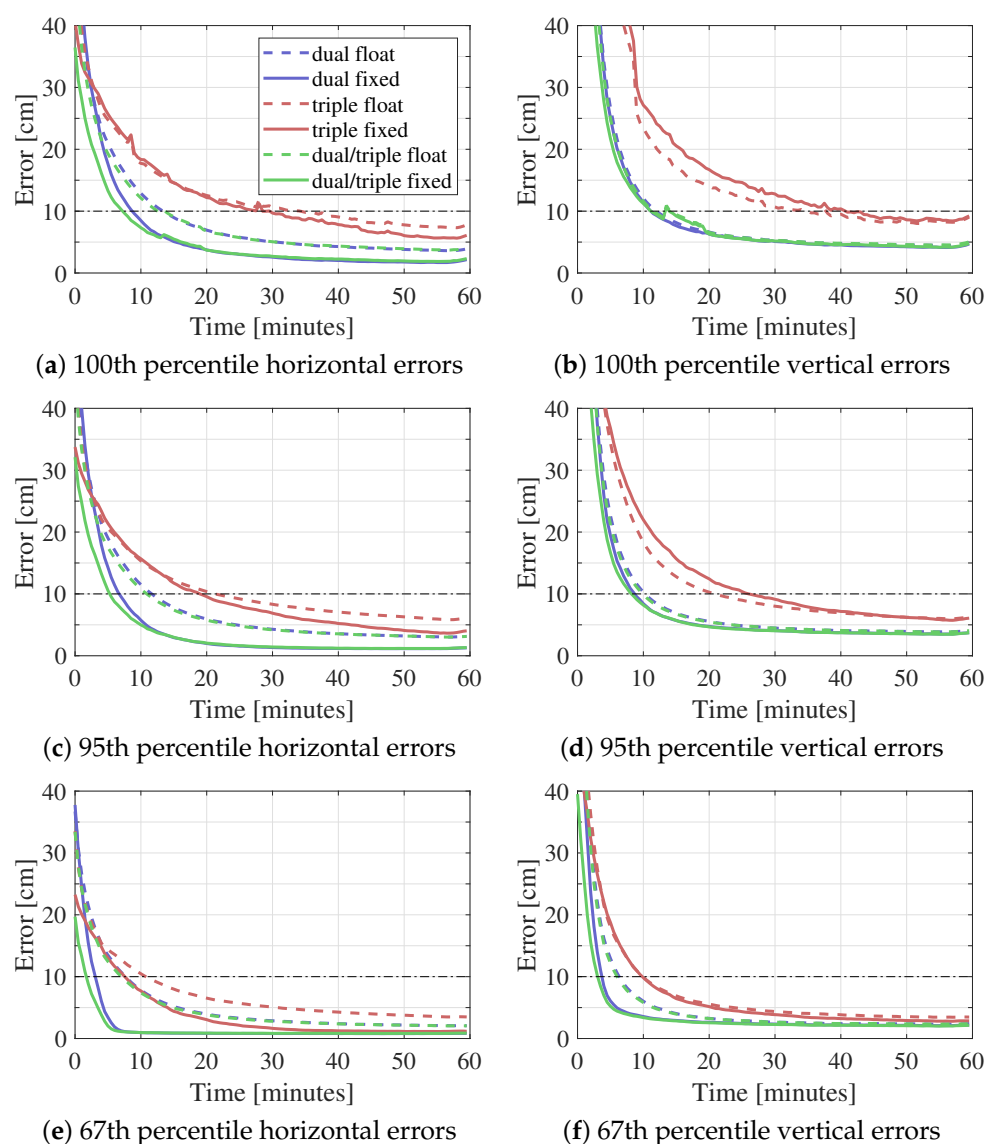 40
30
20
10
0
Error [cm]
dual float
dual fixed
triple float
triple fixed
dual/triple float
dual/triple fixed
0 10 20 30 40 50 60
Time [minutes]
(a) 100th percentile horizontal errors
40
30
20
10
0
Error [cm]
0 10 20 30 40 50 60
Time [minutes]
(b) 100th percentile vertical errors
40
30
20
10
0
Error [cm]
0 10 20 30 40 50 60
Time [minutes]
(c) 95th percentile horizontal errors
40
30
20
10
0
Error [cm]
0 10 20 30 40 50 60
Time [minutes]
(d) 95th percentile vertical errors
40
30
20
10
0
Error [cm]
0 10 20 30 40 50 60
Time [minutes]
(e) 67th percentile horizontal errors
40
30
20
10
0
Error [cm]
0 10 20 30 40 50 60
Time [minutes]
(f) 67th percentile vertical errors